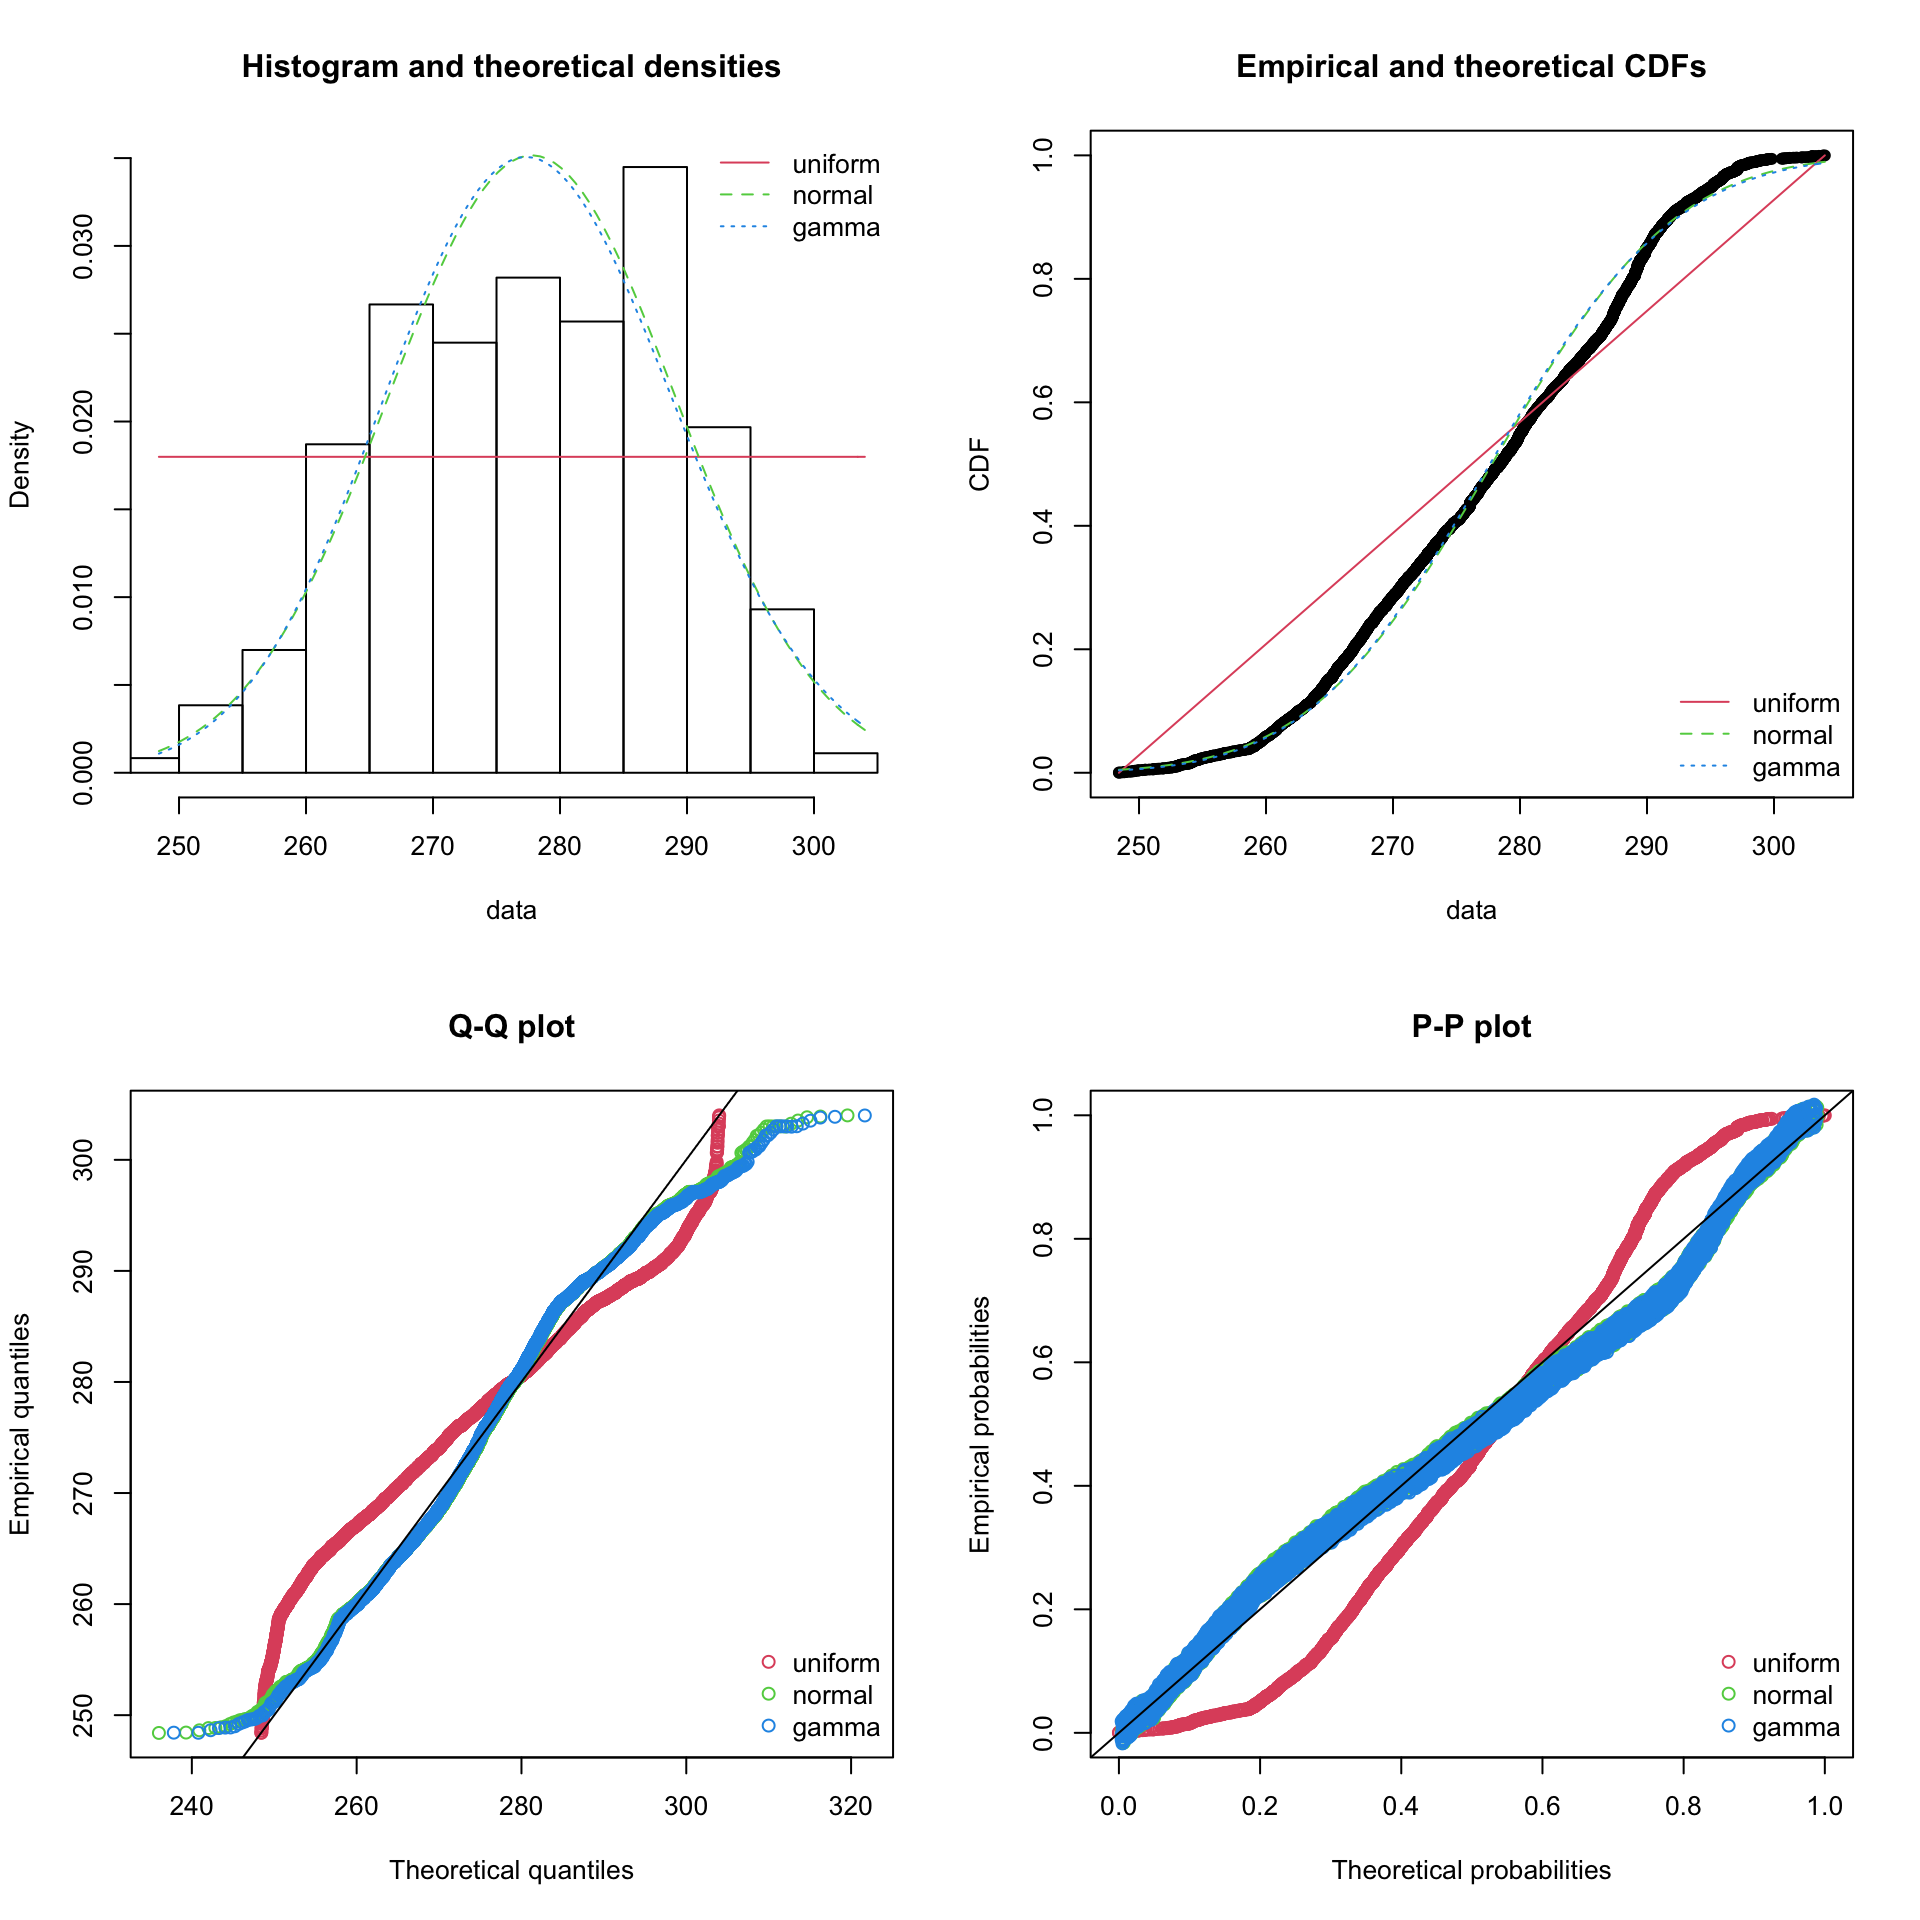 Histogram and theoretical densities
Density
0.000
0.010
0.020
0.030
uniform
normal
gamma
250 260 270 280 290 300
data
Empirical and theoretical CDFs
CDF
0.0
0.2
0.4
0.6
0.8
1.0
uniform
normal
gamma
250 260 270 280 290 300
data
Q-Q plot
Empirical quantiles
250
260
270
280
290
300
uniform
normal
gamma
240 260 280 300 320
Theoretical quantiles
P-P plot
Empirical probabilities
0.0
0.2
0.4
0.6
0.8
1.0
uniform
normal
gamma
0.0 0.2 0.4 0.6 0.8 1.0
Theoretical probabilities